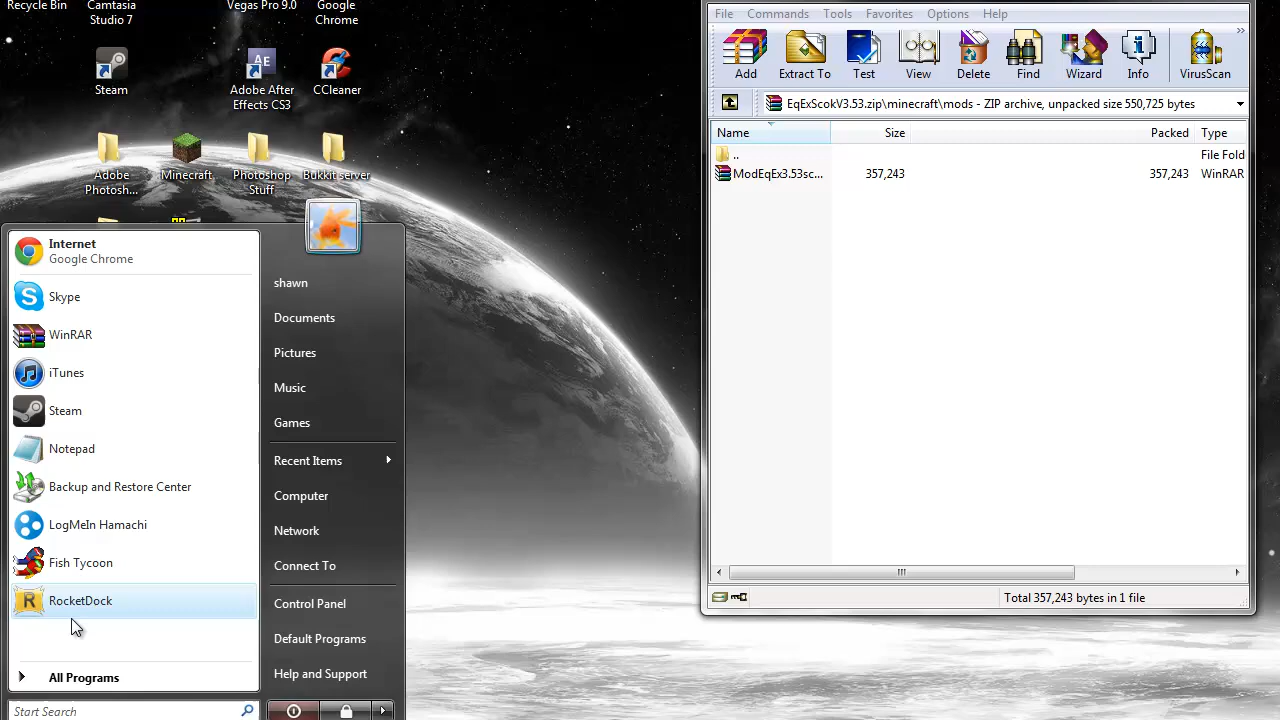 Recycle Bin
Camtasia
Studio 7
Vegas Pro 9.0
Google
Chrome
Steam
AE
Adobe After
Effects CS3
CCleaner
Adobe
Photosh...
Minecraft
Photoshop
Stuff
Bukkit server
Internet
Google Chrome
Skype
WinRAR
iTunes
Steam
Notepad
Backup and Restore Center
LogMeIn Hamachi
Fish Tycoon
RocketDock
All Programs
Start Search
shawn
Documents
Pictures
Music
Games
Recent Items
Computer
Network
Connect To
Control Panel
Default Programs
Help and Support
File Commands Tools Favorites Options Help
Add Extract To Test View Delete Find Wizard Info VirusScan
EqExScokV3.53.zip\minecraft\mods - ZIP archive, unpacked size 550,725 bytes
Name Size Packed Type
.. File Fold
ModEqEx3.53sc... 357,243 357,243 WinRAR
Total 357,243 bytes in 1 file